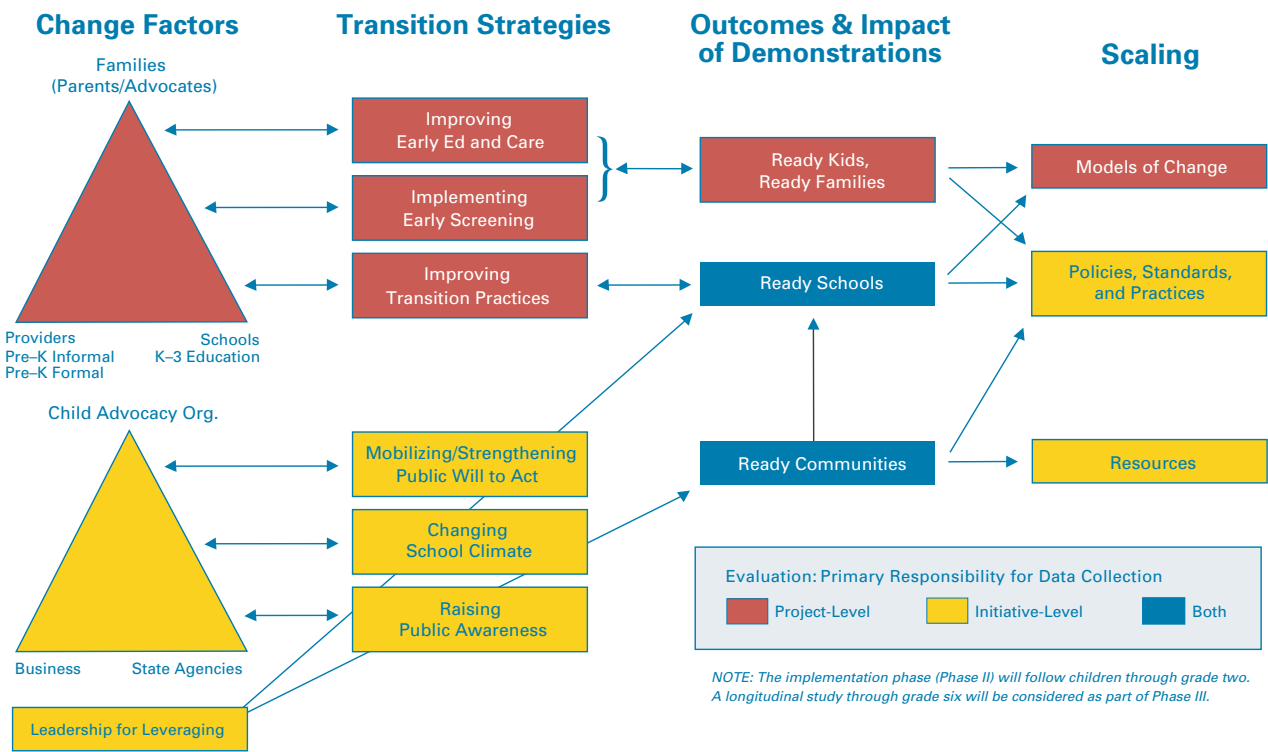 Change Factors
Transition Strategies
Outcomes & Impact
of Demonstrations
Scaling
Families
(Parents/Advocates)
Improving
Early Ed and Care
Implementing
Early Screening
Improving
Transition Practices
Ready Kids,
Ready Families
Ready Schools
Models of Change
Policies, Standards,
and Practices
Providers
Pre–K Informal
Pre–K Formal
Schools
K–3 Education
Child Advocacy Org.
Mobilizing/Strengthening
Public Will to Act
Changing
School Climate
Raising
Public Awareness
Ready Communities
Resources
Business
State Agencies
Leadership for Leveraging
Evaluation: Primary Responsibility for Data Collection
Project-Level
Initiative-Level
Both
NOTE: The implementation phase (Phase II) will follow children through grade two.
A longitudinal study through grade six will be considered as part of Phase III.